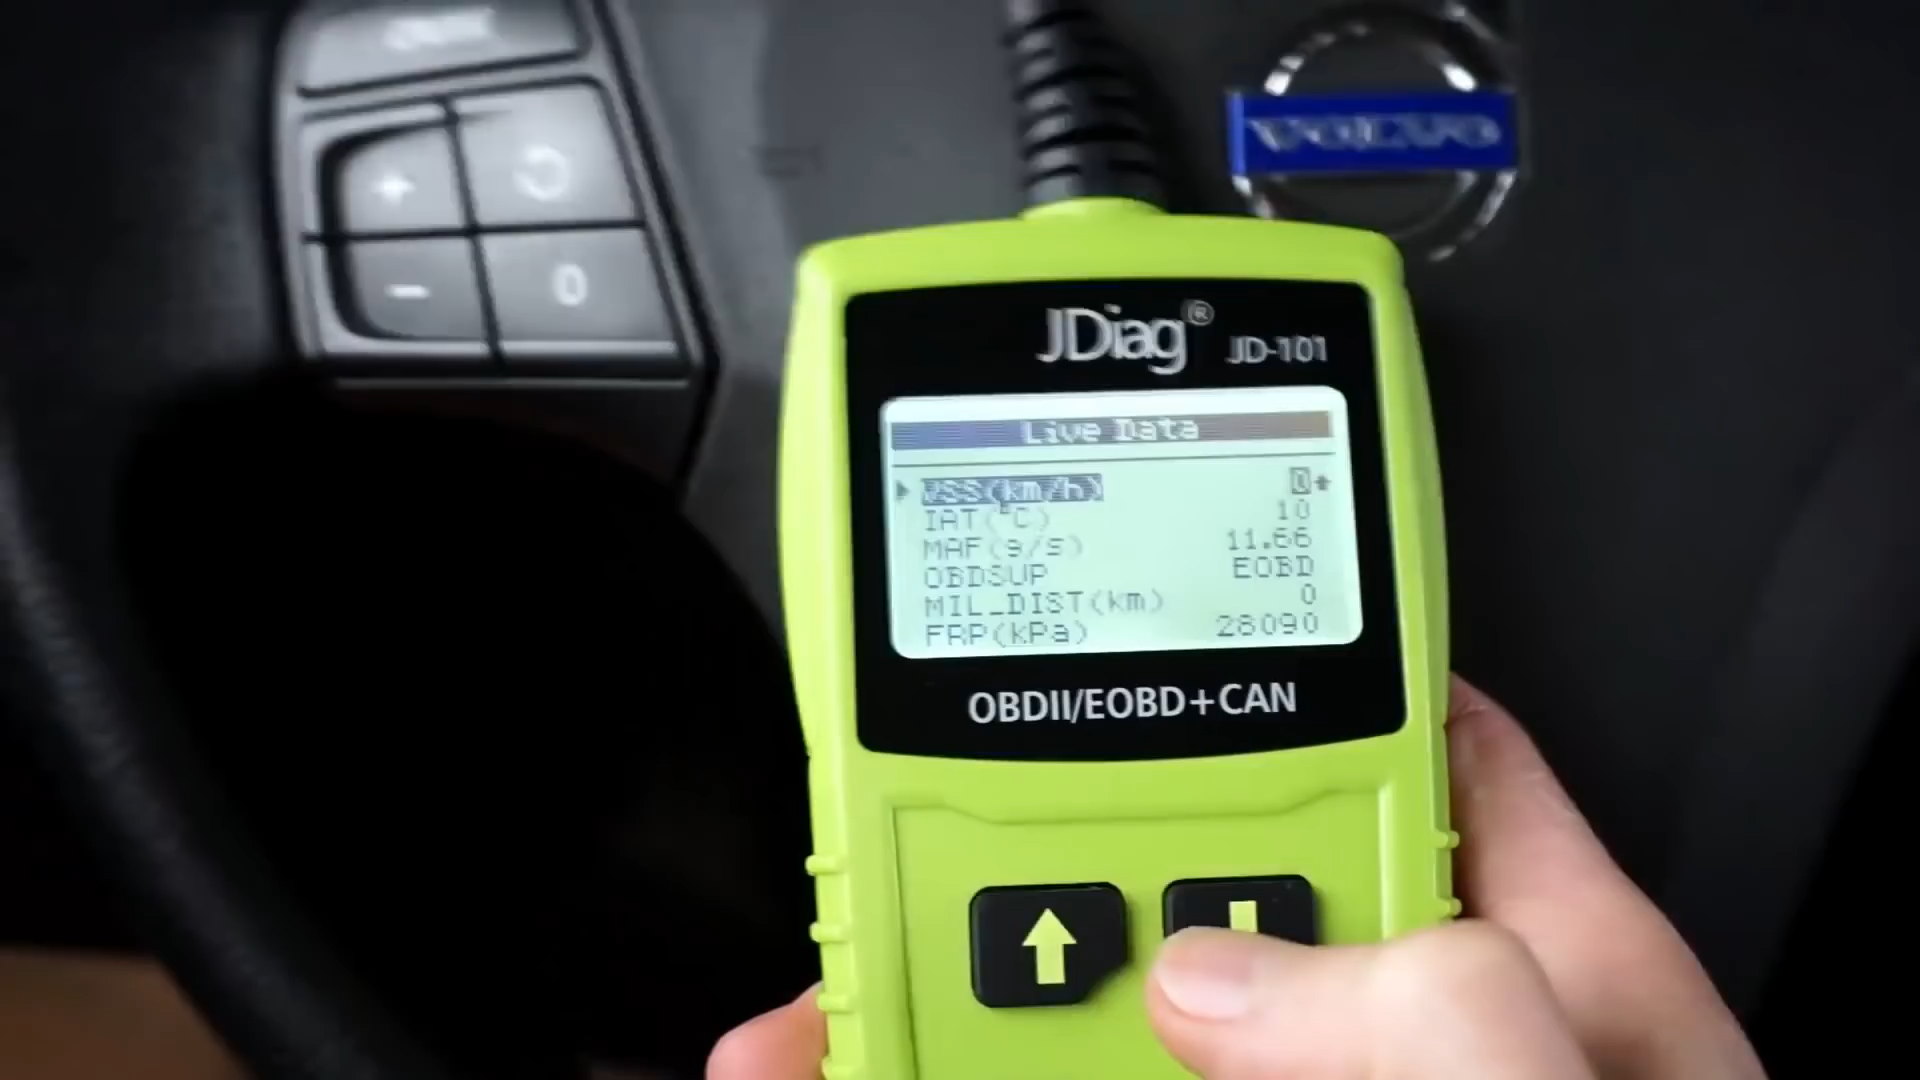 +
-
0
VOLVO
JDiag® JD-101
Live Data
VSS(km/h) 0
IAT(°C) 10
MAF(g/s) 11.66
OBDSUP EOBD
MIL_DIST(km) 0
FRP(kPa) 28090
OBDII/EOBD+CAN